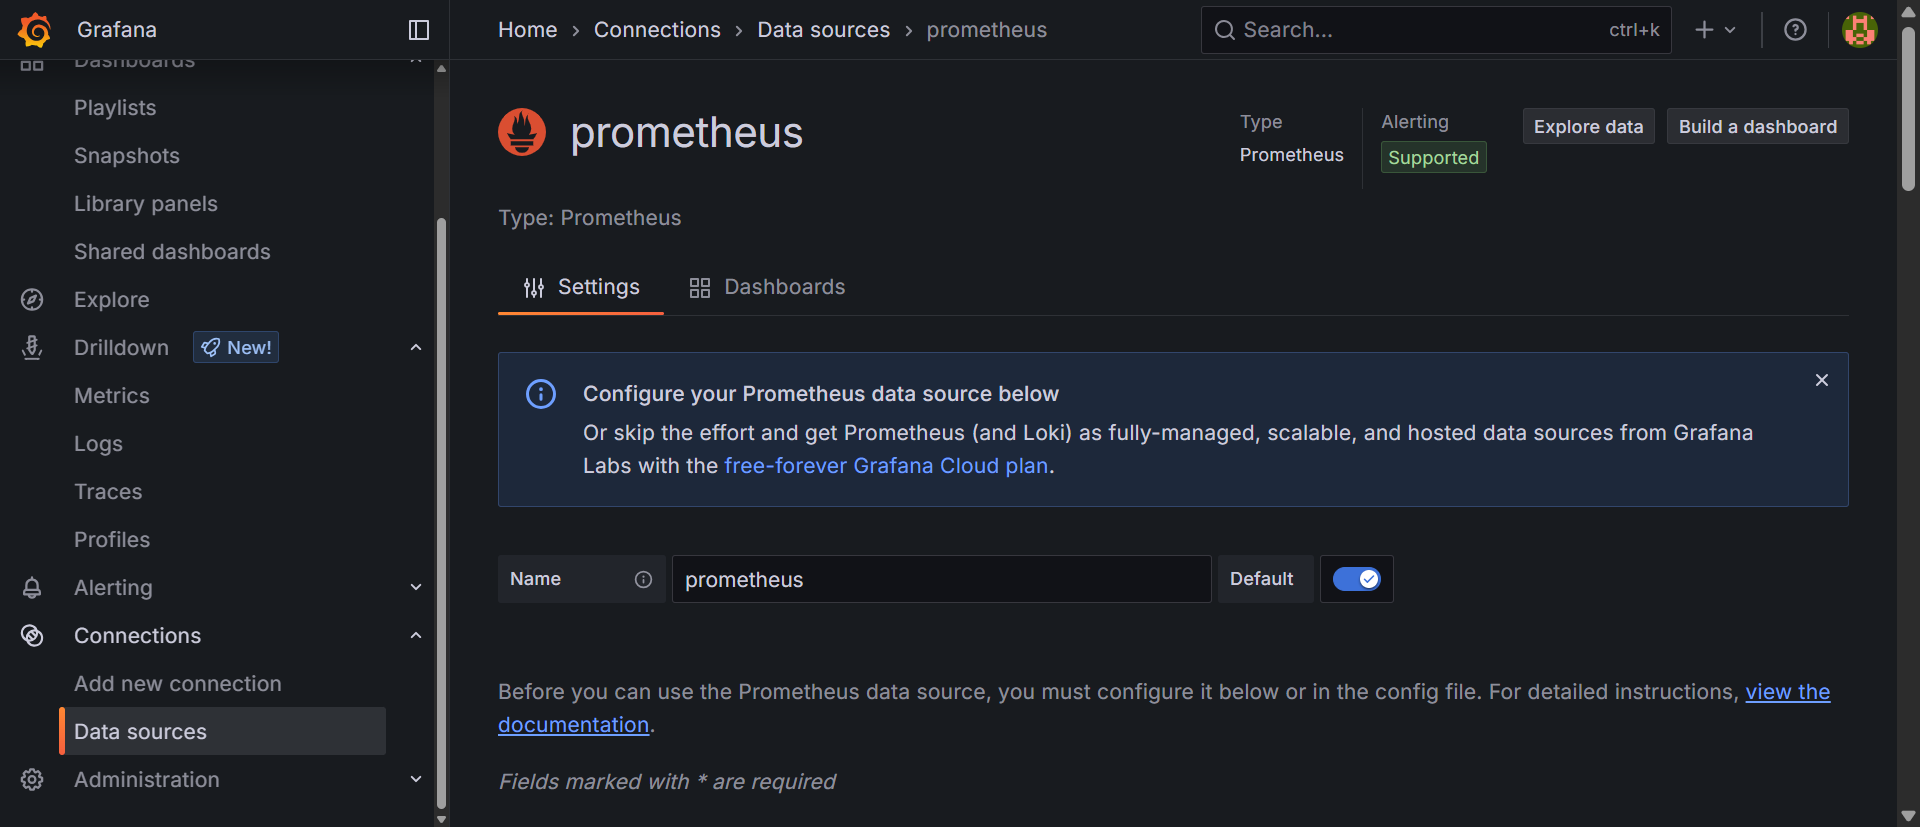 Grafana
Home › Connections › Data sources › prometheus
Search...
ctrl+k
Dashboards
Playlists
Snapshots
Library panels
Shared dashboards
Explore
Drilldown
New!
Metrics
Logs
Traces
Profiles
Alerting
Connections
Add new connection
Data sources
Administration
prometheus
Type
Prometheus
Alerting
Supported
Explore data
Build a dashboard
Type: Prometheus
Settings
Dashboards
Configure your Prometheus data source below
Or skip the effort and get Prometheus (and Loki) as fully-managed, scalable, and hosted data sources from Grafana
Labs with the free-forever Grafana Cloud plan.
Name
prometheus
Default
Before you can use the Prometheus data source, you must configure it below or in the config file. For detailed instructions, view the
documentation.
Fields marked with * are required